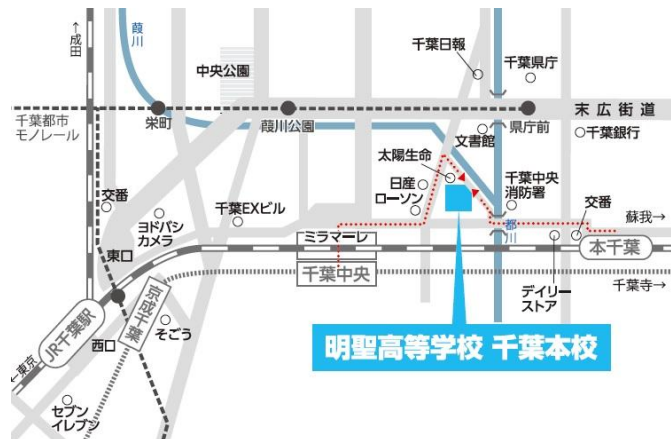 ←成田
葭川
中央公園
千葉日報
千葉県庁
千葉都市
モノレール
栄町
葭川公園
県庁前
末広街道
文書館
千葉銀行
太陽生命
日産
ローソン
千葉中央
消防署
交番
蘇我→
交番
ヨドバシ
カメラ
千葉EXビル
ミラマーレ
都川
本千葉
東口
千葉中央
デイリー
ストア
千葉寺→
JR千葉駅
京成千葉
西口
そごう
明聖高等学校 千葉本校
←東京
セブン
イレブン